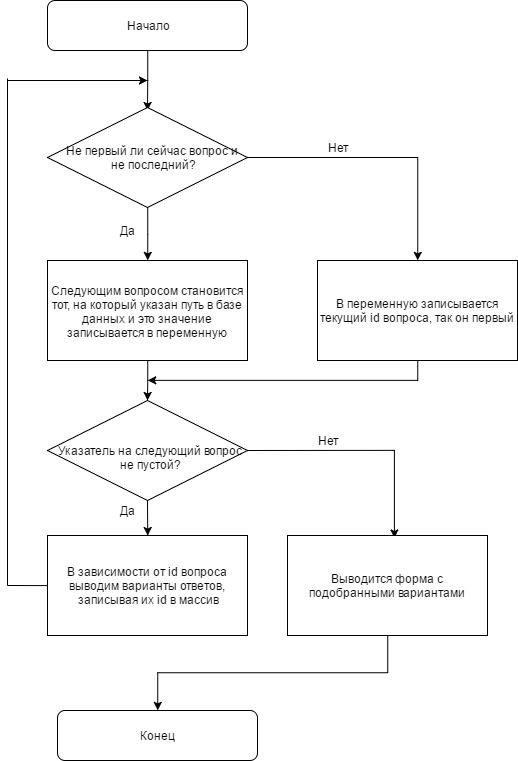 Начало
Не первый ли сейчас вопрос и
не последний?
Нет
Да
Следующим вопросом становится
тот, на который указан путь в базе
данных и это значение
записывается в переменную
В переменную записывается
текущий id вопроса, так он первый
Указатель на следующий вопрос
не пустой?
Нет
Да
В зависимости от id вопроса
выводим варианты ответов,
записывая их id в массив
Выводится форма с
подобранными вариантами
Конец